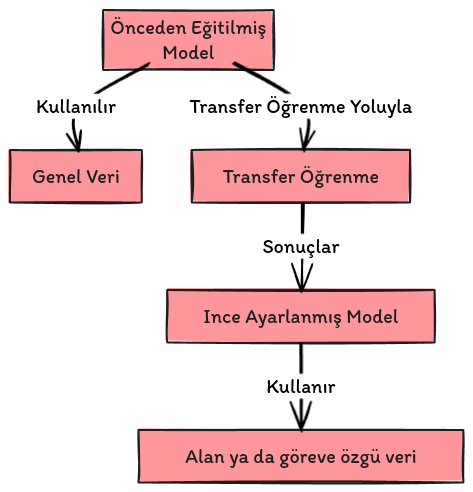 Önceden Eğitilmiş
Model
Kullanılır
Transfer Öğrenme Yoluyla
Genel Veri
Transfer Öğrenme
Sonuçlar
Ince Ayarlanmış Model
Kullanır
Alan ya da göreve özgü veri